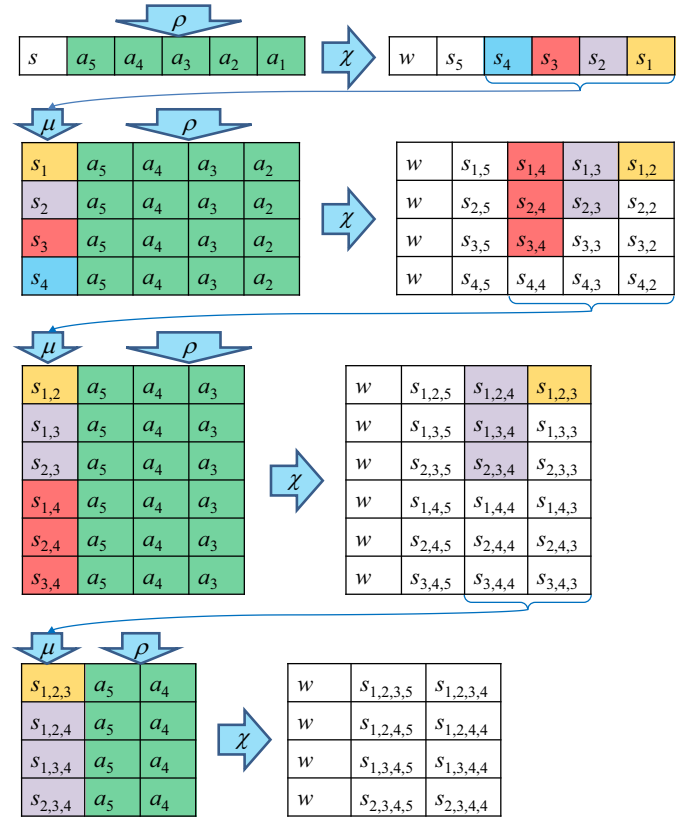 ρ
s a₅ a₄ a₃ a₂ a₁ χ w s₅ s₄ s₃ s₂ s₁
μ ρ
s₁ a₅ a₄ a₃ a₂ w s₁,₅ s₁,₄ s₁,₃ s₁,₂
s₂ a₅ a₄ a₃ a₂ χ w s₂,₅ s₂,₄ s₂,₃ s₂,₂
s₃ a₅ a₄ a₃ a₂ w s₃,₅ s₃,₄ s₃,₃ s₃,₂
s₄ a₅ a₄ a₃ a₂ w s₄,₅ s₄,₄ s₄,₃ s₄,₂
μ ρ
s₁,₂ a₅ a₄ a₃ w s₁,₂,₅ s₁,₂,₄ s₁,₂,₃
s₁,₃ a₅ a₄ a₃ w s₁,₃,₅ s₁,₃,₄ s₁,₃,₃
s₂,₃ a₅ a₄ a₃ χ w s₂,₃,₅ s₂,₃,₄ s₂,₃,₃
s₁,₄ a₅ a₄ a₃ w s₁,₄,₅ s₁,₄,₄ s₁,₄,₃
s₂,₄ a₅ a₄ a₃ w s₂,₄,₅ s₂,₄,₄ s₂,₄,₃
s₃,₄ a₅ a₄ a₃ w s₃,₄,₅ s₃,₄,₄ s₃,₄,₃
μ ρ
s₁,₂,₃ a₅ a₄ w s₁,₂,₃,₅ s₁,₂,₃,₄
s₁,₂,₄ a₅ a₄ χ w s₁,₂,₄,₅ s₁,₂,₄,₄
s₁,₃,₄ a₅ a₄ w s₁,₃,₄,₅ s₁,₃,₄,₄
s₂,₃,₄ a₅ a₄ w s₂,₃,₄,₅ s₂,₃,₄,₄